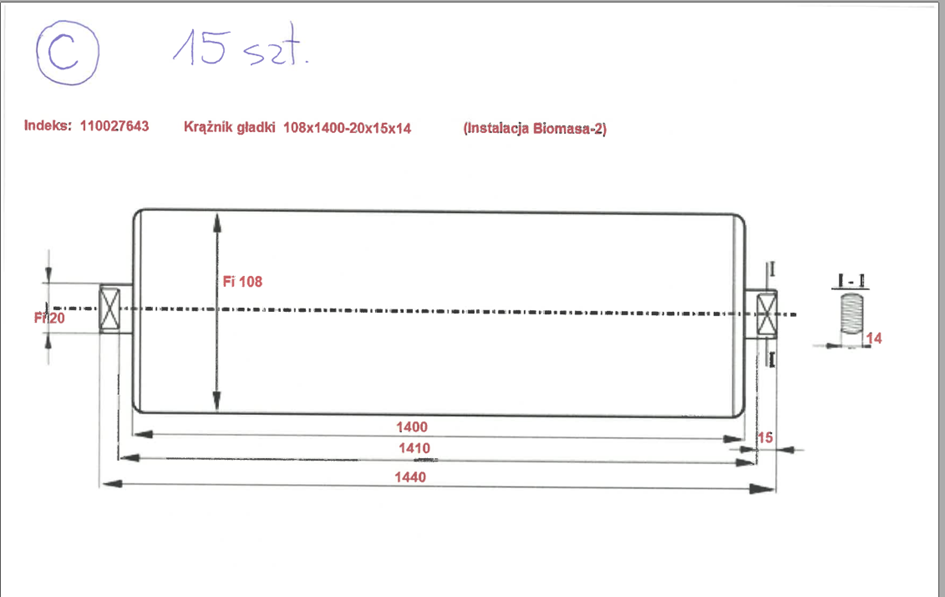 C 15 szt.
Indeks: 110027643 Krążnik gładki 108x1400-20x15x14 (Instalacja Biomasa-2)
I
I - I
Fi 108
Fi 20
14
I
1400
15
1410
1440